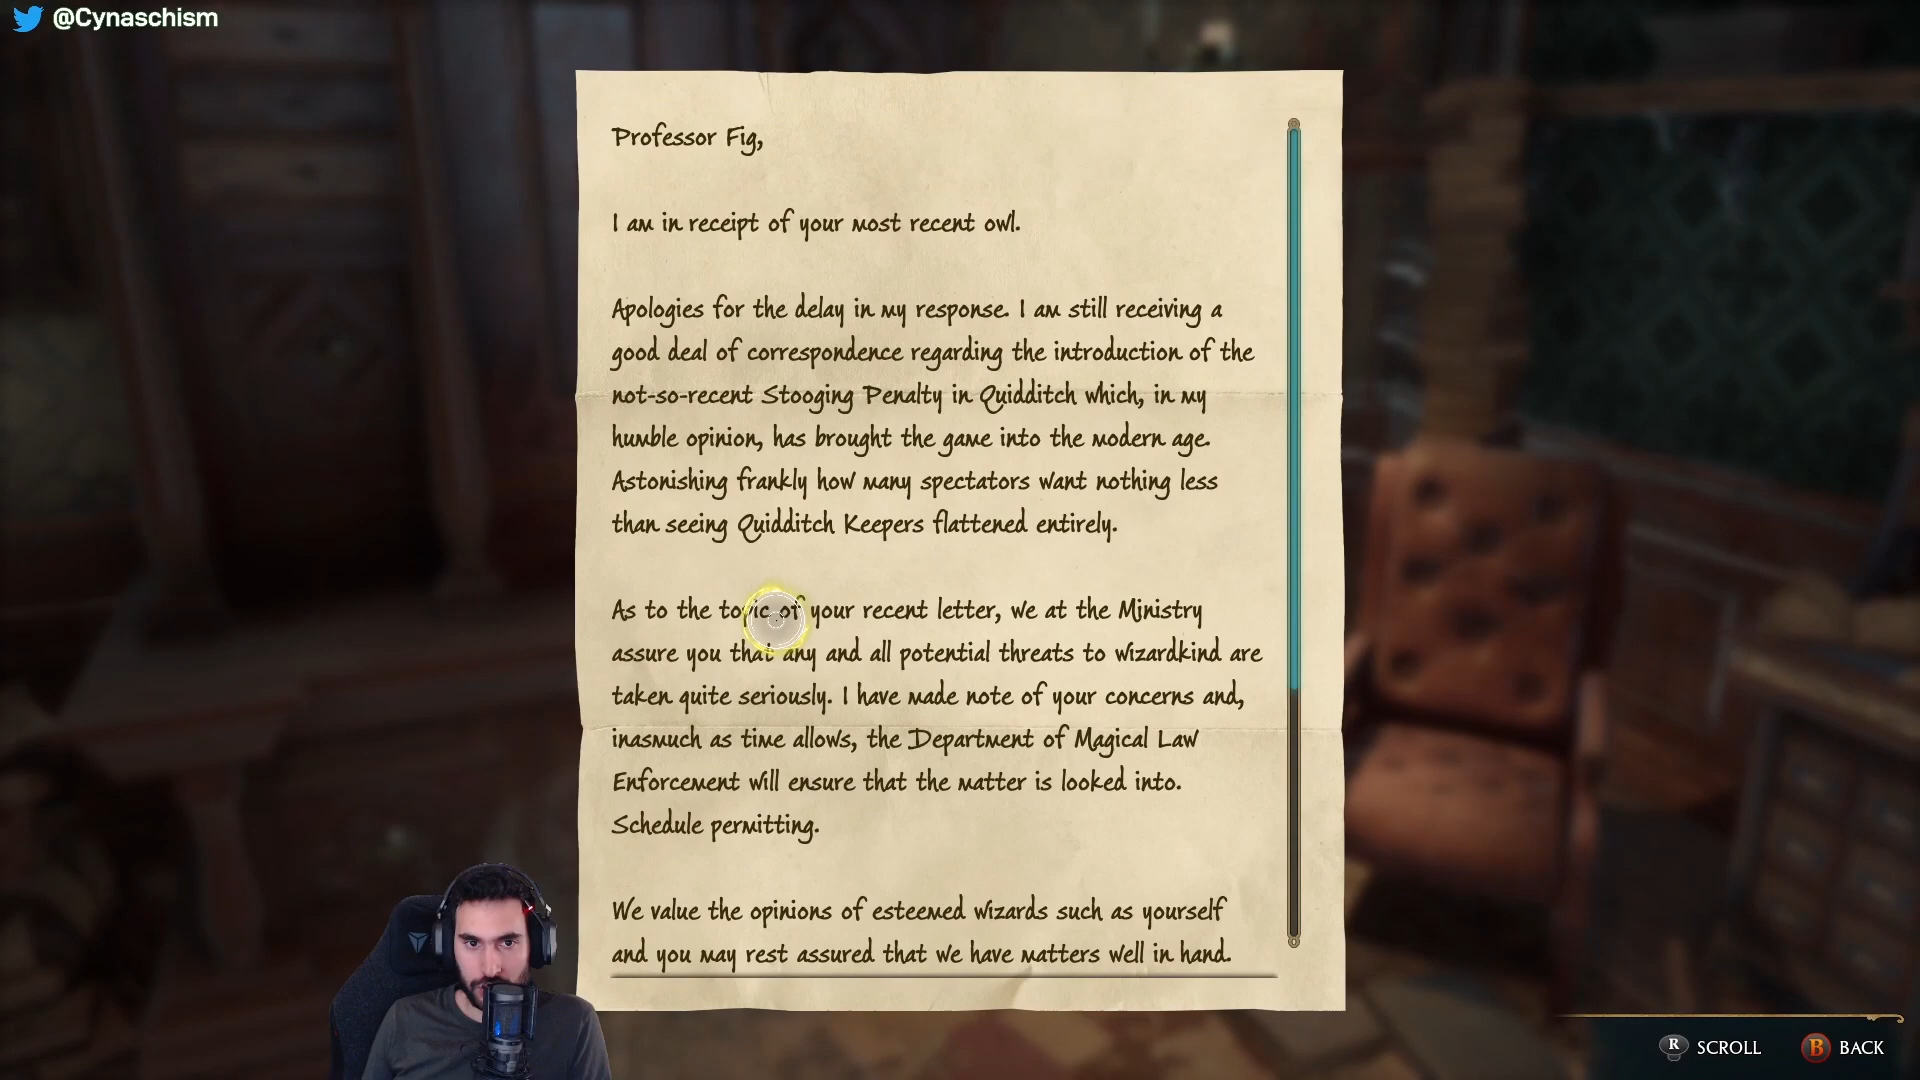 @Cynaschism
Professor Fig,
I am in receipt of your most recent owl.
Apologies for the delay in my response. I am still receiving a
good deal of correspondence regarding the introduction of the
not-so-recent Stooging Penalty in Quidditch which, in my
humble opinion, has brought the game into the modern age.
Astonishing frankly how many spectators want nothing less
than seeing Quidditch Keepers flattened entirely.
As to the topic of your recent letter, we at the Ministry
assure you that any and all potential threats to wizardkind are
taken quite seriously. I have made note of your concerns and,
inasmuch as time allows, the Department of Magical Law
Enforcement will ensure that the matter is looked into.
Schedule permitting.
We value the opinions of esteemed wizards such as yourself
and you may rest assured that we have matters well in hand.
R SCROLL B BACK